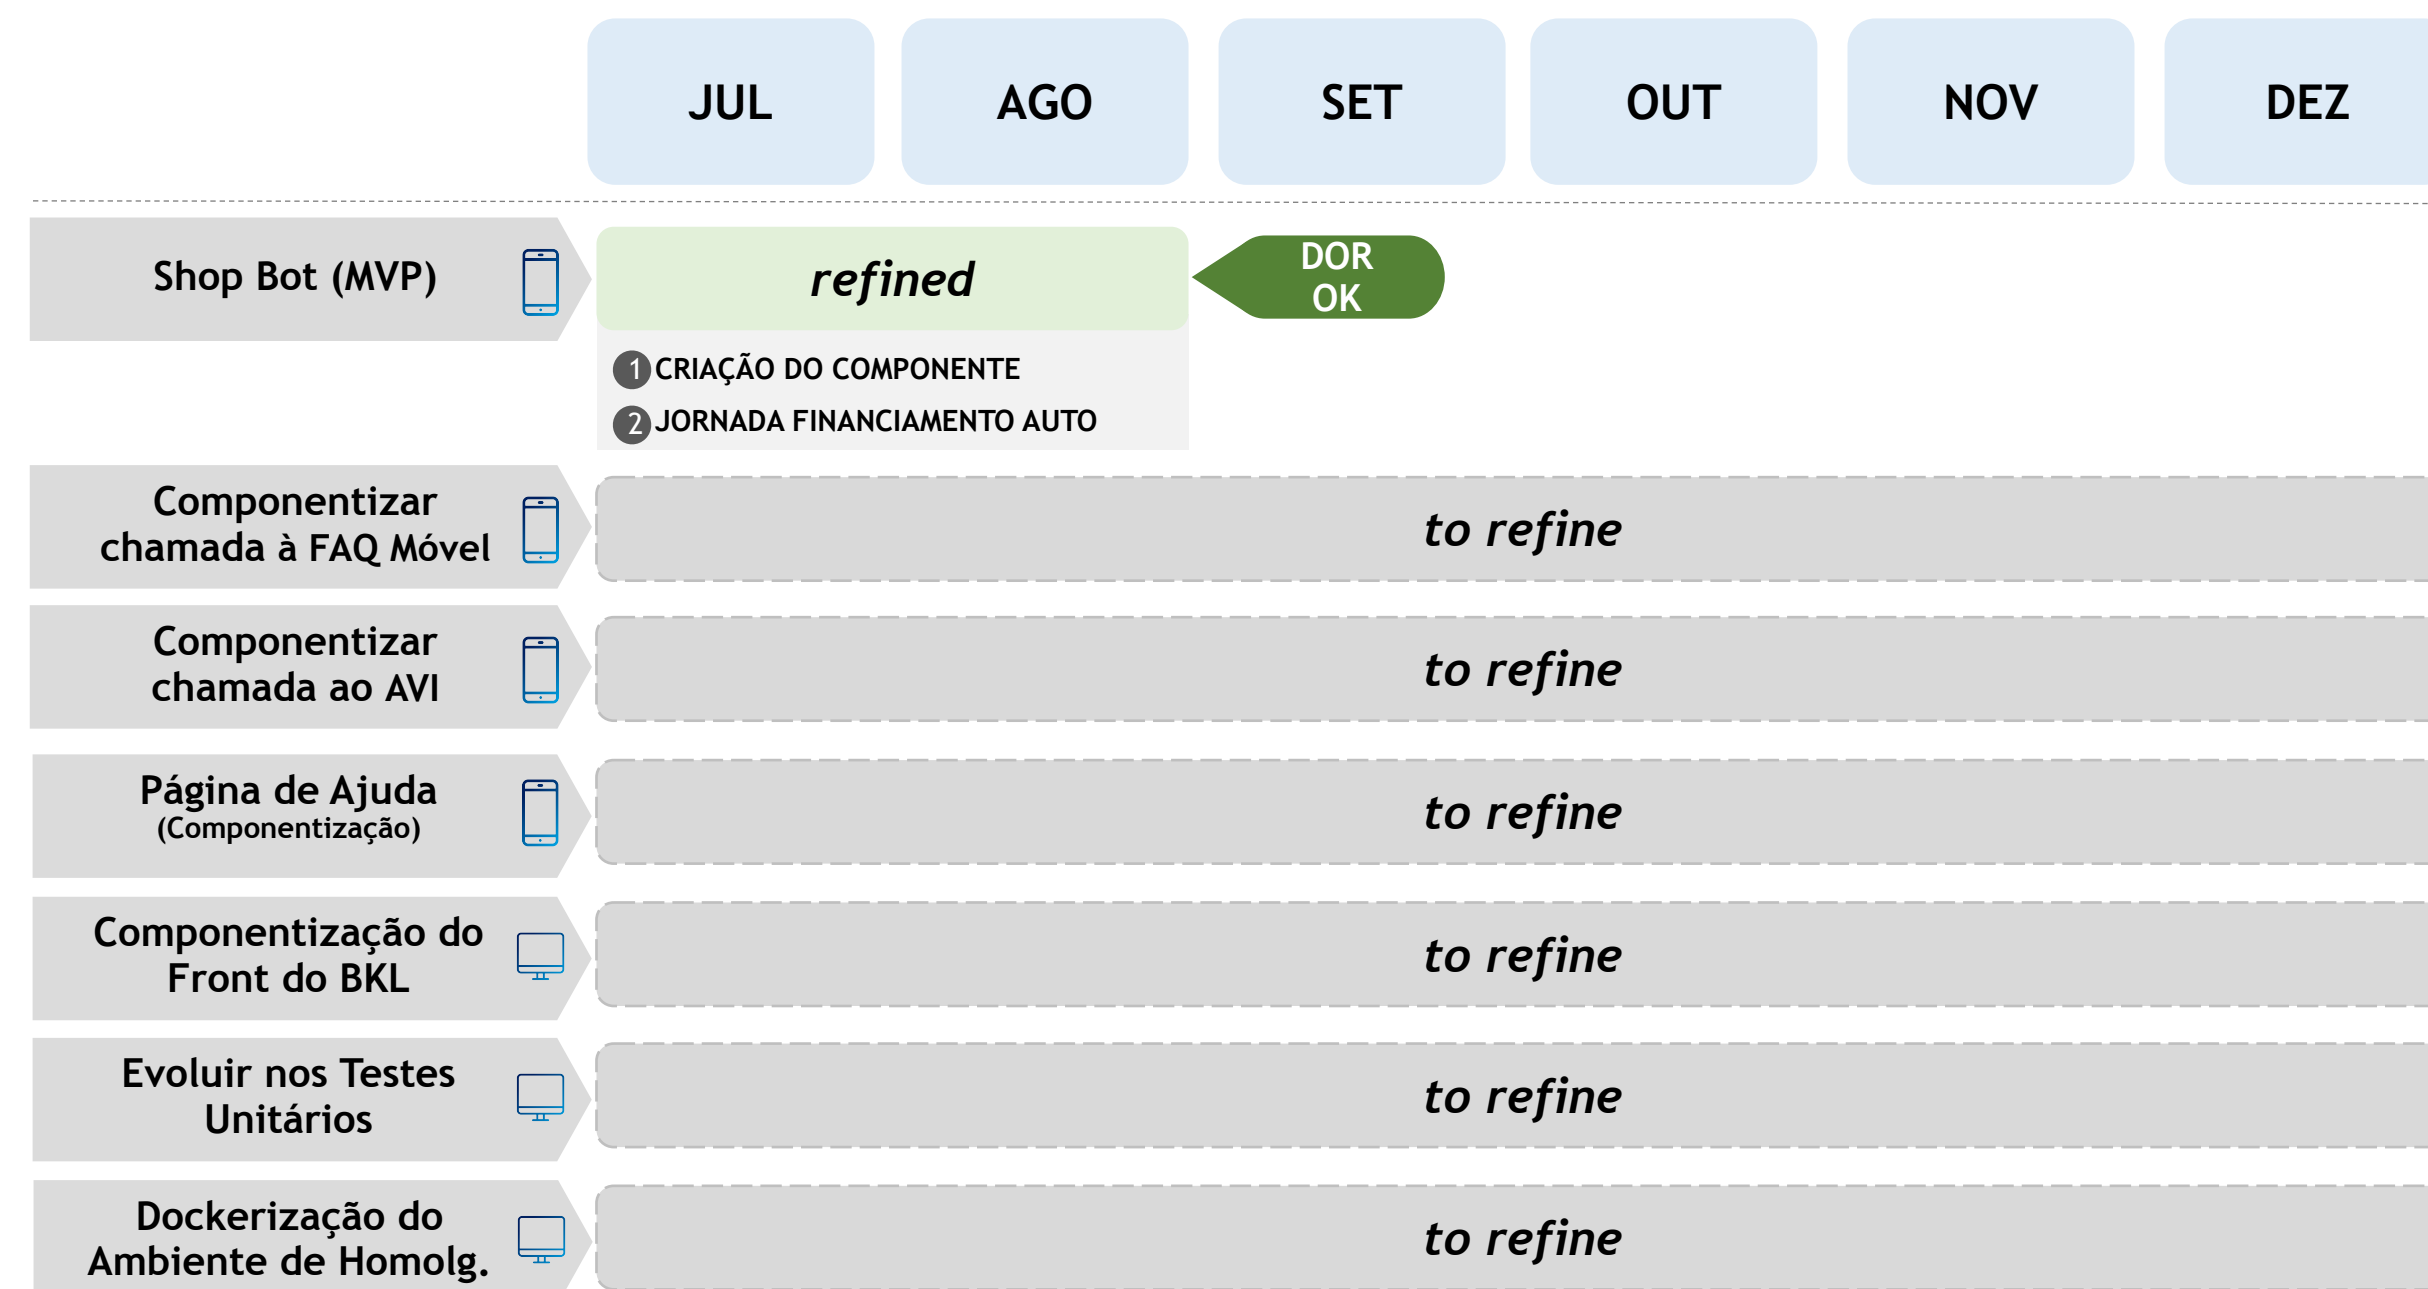 JUL
AGO
SET
OUT
NOV
DEZ
Shop Bot (MVP)
refined
DOR
OK
1 CRIAÇÃO DO COMPONENTE
2 JORNADA FINANCIAMENTO AUTO
Componentizar
chamada à FAQ Móvel
to refine
Componentizar
chamada ao AVI
to refine
Página de Ajuda
(Componentização)
to refine
Componentização do
Front do BKL
to refine
Evoluir nos Testes
Unitários
to refine
Dockerização do
Ambiente de Homolg.
to refine